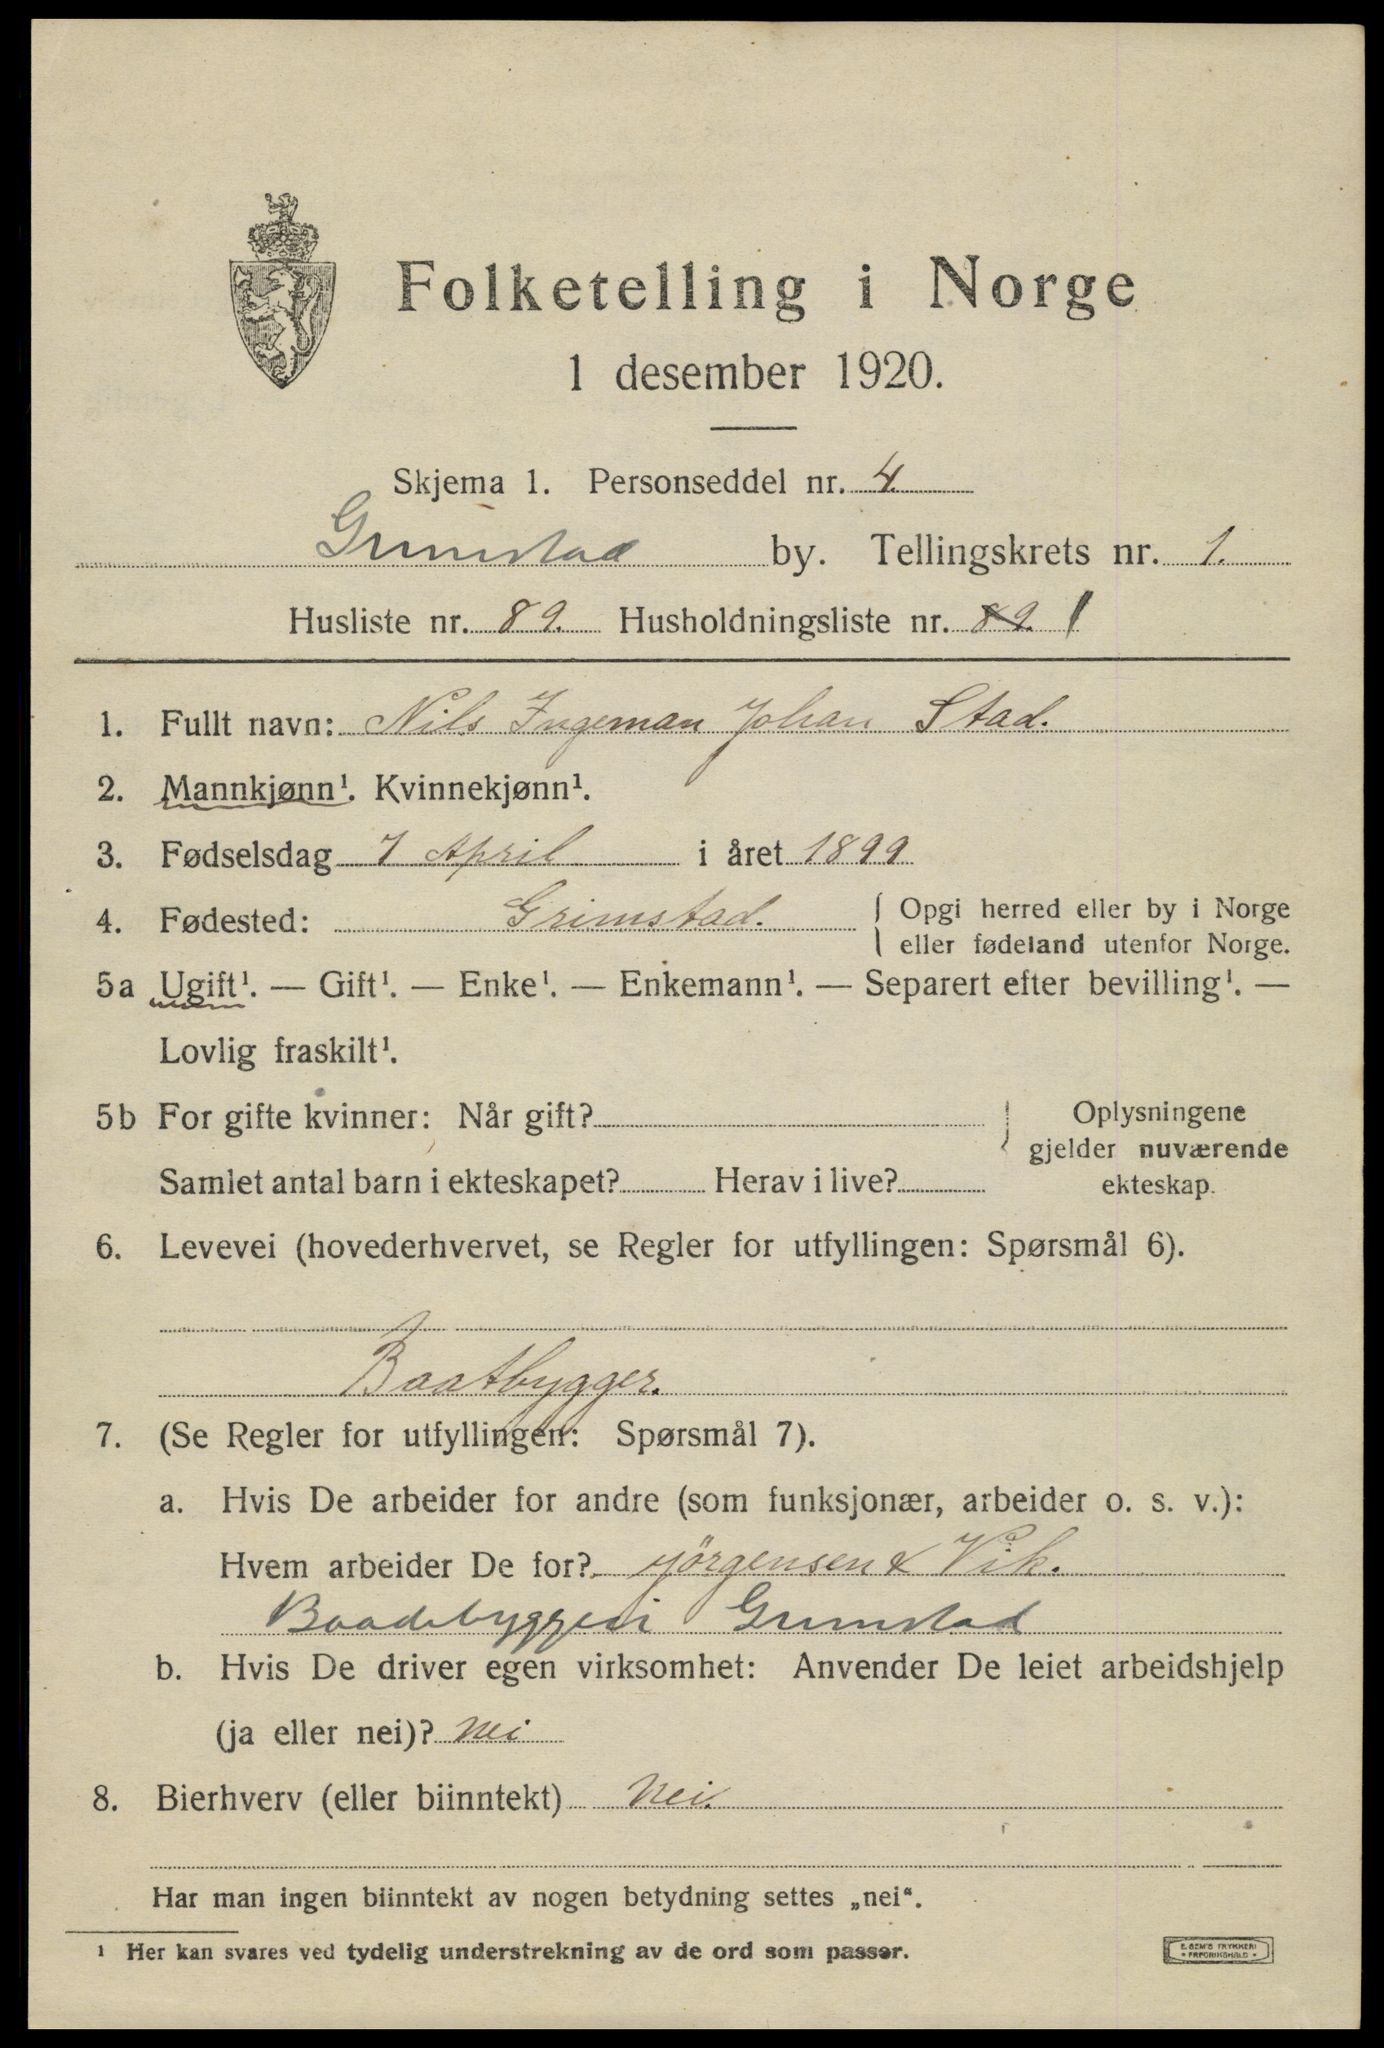 Folketelling i Norge
1 desember 1920.
Skjema 1. Personseddel nr. 4
Grimstad by. Tellingskrets nr. 1.
Husliste nr. 89. Husholdningsliste nr. 89. 1
1. Fullt navn: Nils Ingeman Johan Stad.
2. Mannkjønn¹. Kvinnekjønn¹.
3. Fødselsdag 7 April i året 1899
4. Fødested: Grimstad. { Opgi herred eller by i Norge
eller fødeland utenfor Norge.
5a Ugift¹. — Gift¹. — Enke¹. — Enkemann¹. — Separert efter bevilling¹. —
Lovlig fraskilt¹.
5b For gifte kvinner: Når gift? } Oplysningene
gjelder nuværende
Samlet antal barn i ekteskapet? Herav i live? ekteskap.
6. Levevei (hovederhvervet, se Regler for utfyllingen: Spørsmål 6).
Baatbygger.
7. (Se Regler for utfyllingen: Spørsmål 7).
a. Hvis De arbeider for andre (som funksjonær, arbeider o. s. v.):
Hvem arbeider De for? Jörgensen & Vik.
Baadebyggeri Grimstad
b. Hvis De driver egen virksomhet: Anvender De leiet arbeidshjelp
(ja eller nei)? nei
8. Bierhverv (eller biinntekt) Nei.
Har man ingen biinntekt av nogen betydning settes „nei“.
¹ Her kan svares ved tydelig understrekning av de ord som passer.
E. SEM'S TRYKKERI
• FREDRIKSHALD •